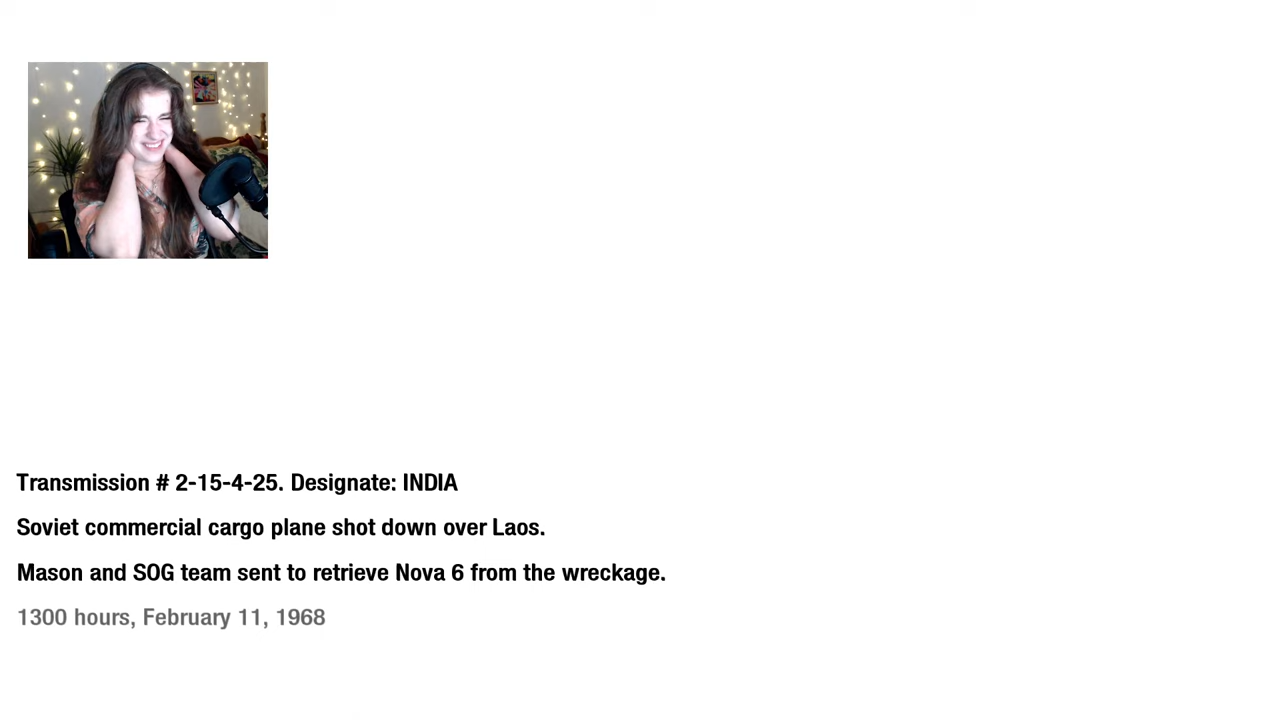 Transmission # 2-15-4-25. Designate: INDIA
Soviet commercial cargo plane shot down over Laos.
Mason and SOG team sent to retrieve Nova 6 from the wreckage.
1300 hours, February 11, 1968